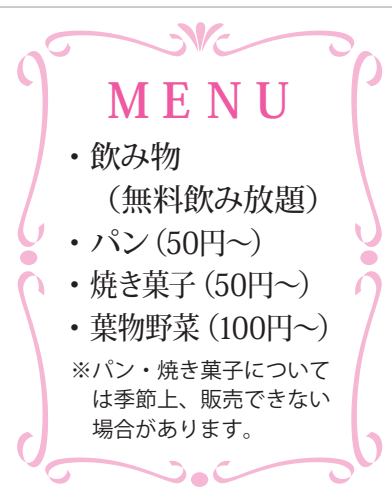 MENU
・飲み物
（無料飲み放題）
・パン（50円〜）
・焼き菓子（50円〜）
・葉物野菜（100円〜）
※パン・焼き菓子について
は季節上、販売できない
場合があります。